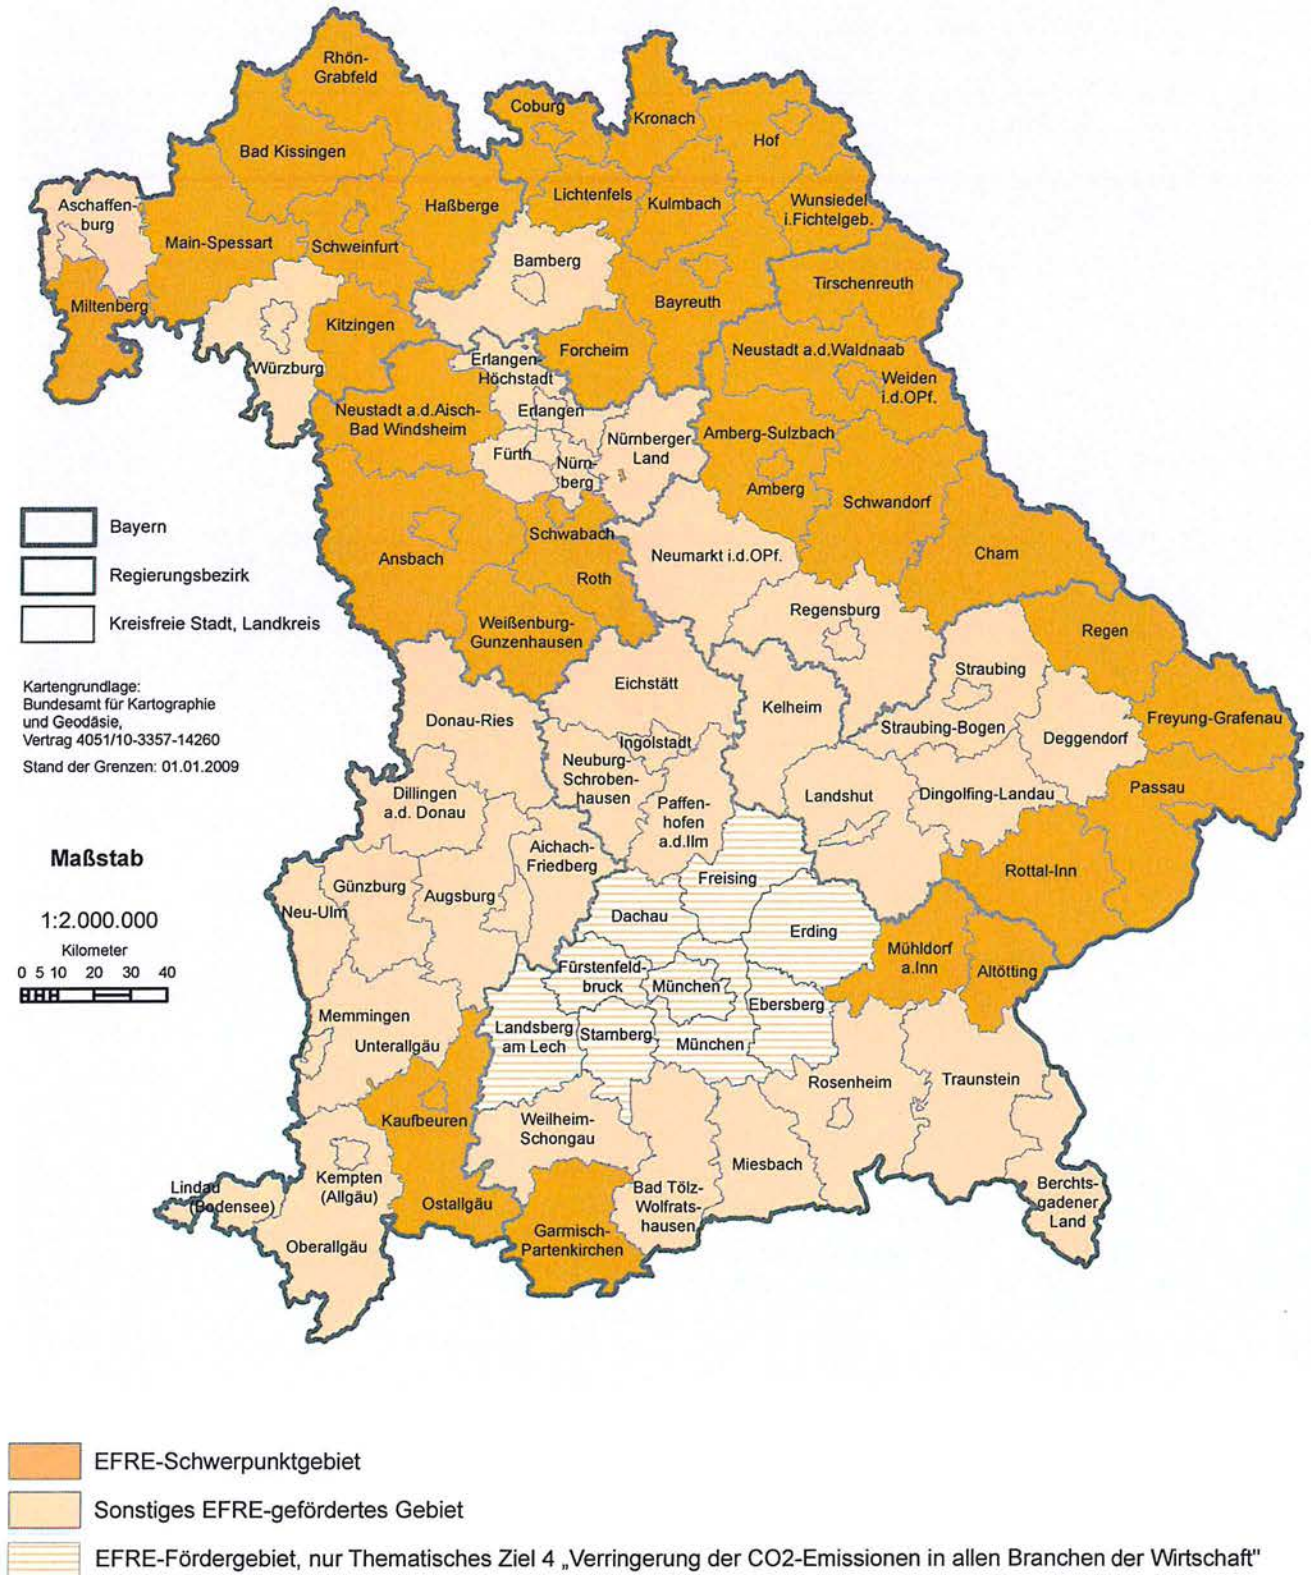 Rhön-
Grabfeld
Coburg
Kronach
Hof
Bad Kissingen
Lichtenfels
Kulmbach
Wunsiedel
i.Fichtelgeb.
Aschaffen-
burg
Haßberge
Main-Spessart
Schweinfurt
Bamberg
Tirschenreuth
Miltenberg
Bayreuth
Kitzingen
Forcheim
Neustadt a.d.Waldnaab
Erlangen-
Höchstadt
Würzburg
Weiden
i.d.OPf.
Neustadt a.d.Aisch-
Bad Windsheim
Erlangen
Amberg-Sulzbach
Nürnberger
Land
Fürth
Nürn-
berg
Amberg
Schwandorf
Bayern
Schwabach
Ansbach
Neumarkt i.d.OPf.
Cham
Regierungsbezirk
Roth
Regensburg
Kreisfreie Stadt, Landkreis
Weißenburg-
Gunzenhausen
Regen
Straubing
Kartengrundlage:
Bundesamt für Kartographie
und Geodäsie,
Vertrag 4051/10-3357-14260
Stand der Grenzen: 01.01.2009
Eichstätt
Kelheim
Donau-Ries
Freyung-Grafenau
Straubing-Bogen
Deggendorf
Ingolstadt
Neuburg-
Schroben-
hausen
Passau
Dillingen
a.d. Donau
Paffen-
hofen
a.d.Ilm
Landshut
Dingolfing-Landau
Aichach-
Friedberg
Maßstab
1:2.000.000
Kilometer
0 5 10 20 30 40
Günzburg
Augsburg
Freising
Rottal-Inn
Neu-Ulm
Dachau
Erding
Mühldorf
a.Inn
Altötting
Fürstenfeld-
bruck
München
Ebersberg
Memmingen
Landsberg
am Lech
Starnberg
München
Unterallgäu
Rosenheim
Traunstein
Kaufbeuren
Weilheim-
Schongau
Miesbach
Kempten
(Allgäu)
Lindau
(Bodensee)
Ostallgäu
Bad Tölz-
Wolfrats-
hausen
Berchts-
gadener
Land
Oberallgäu
Garmisch-
Partenkirchen
EFRE-Schwerpunktgebiet
Sonstiges EFRE-gefördertes Gebiet
EFRE-Fördergebiet, nur Thematisches Ziel 4 „Verringerung der CO2-Emissionen in allen Branchen der Wirtschaft"